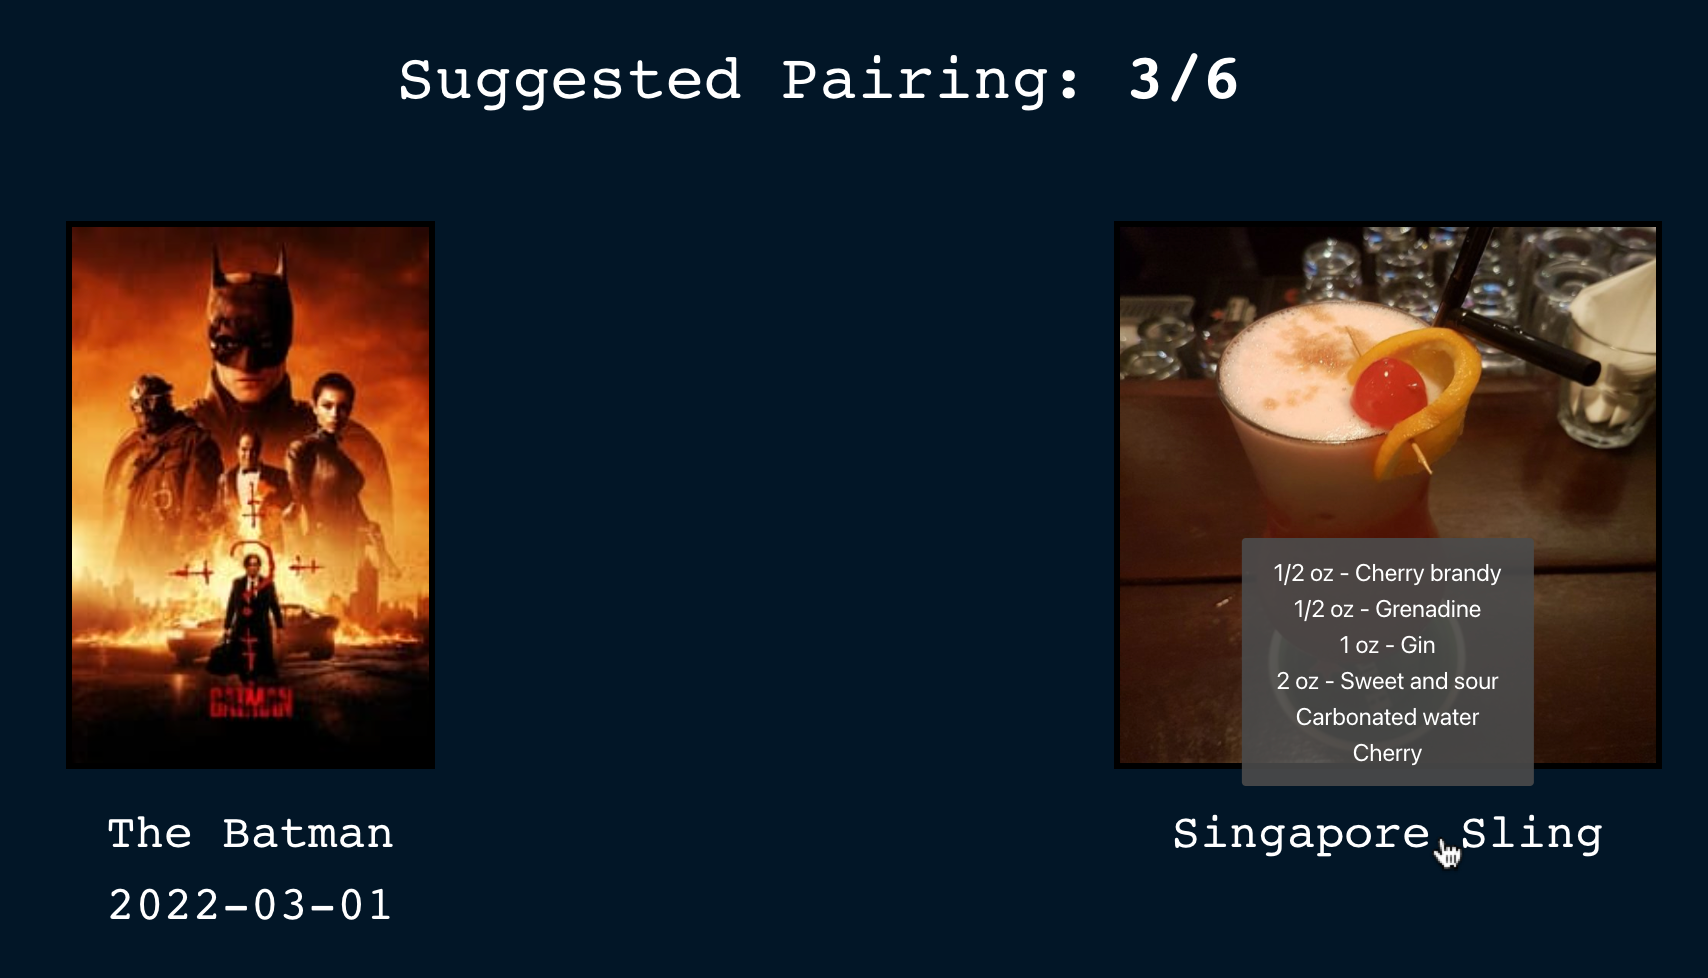 Suggested Pairing: 3/6
BATMAN
The Batman
2022-03-01
1/2 oz - Cherry brandy
1/2 oz - Grenadine
1 oz - Gin
2 oz - Sweet and sour
Carbonated water
Cherry
Singapore Sling